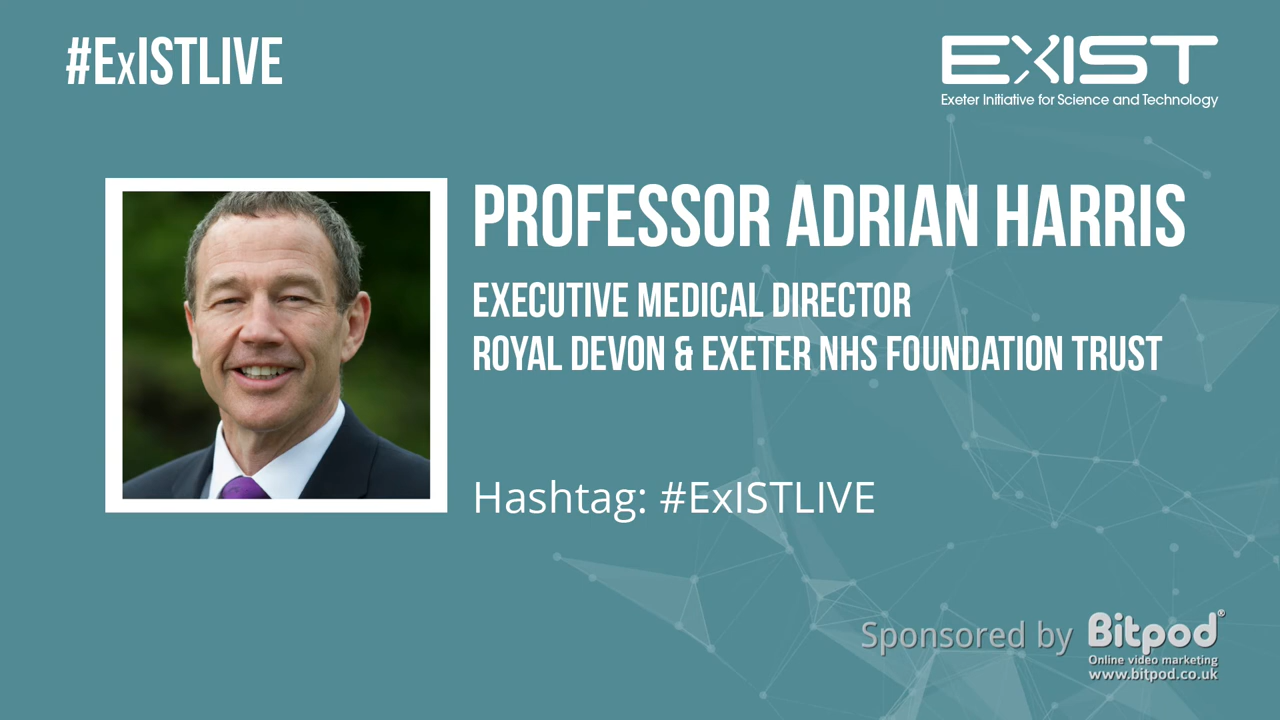 #ExISTLIVE
EXIST
Exeter Initiative for Science and Technology
PROFESSOR ADRIAN HARRIS
EXECUTIVE MEDICAL DIRECTOR
ROYAL DEVON & EXETER NHS FOUNDATION TRUST
Hashtag: #ExISTLIVE
Sponsored by Bitpod®
Online video marketing
www.bitpod.co.uk